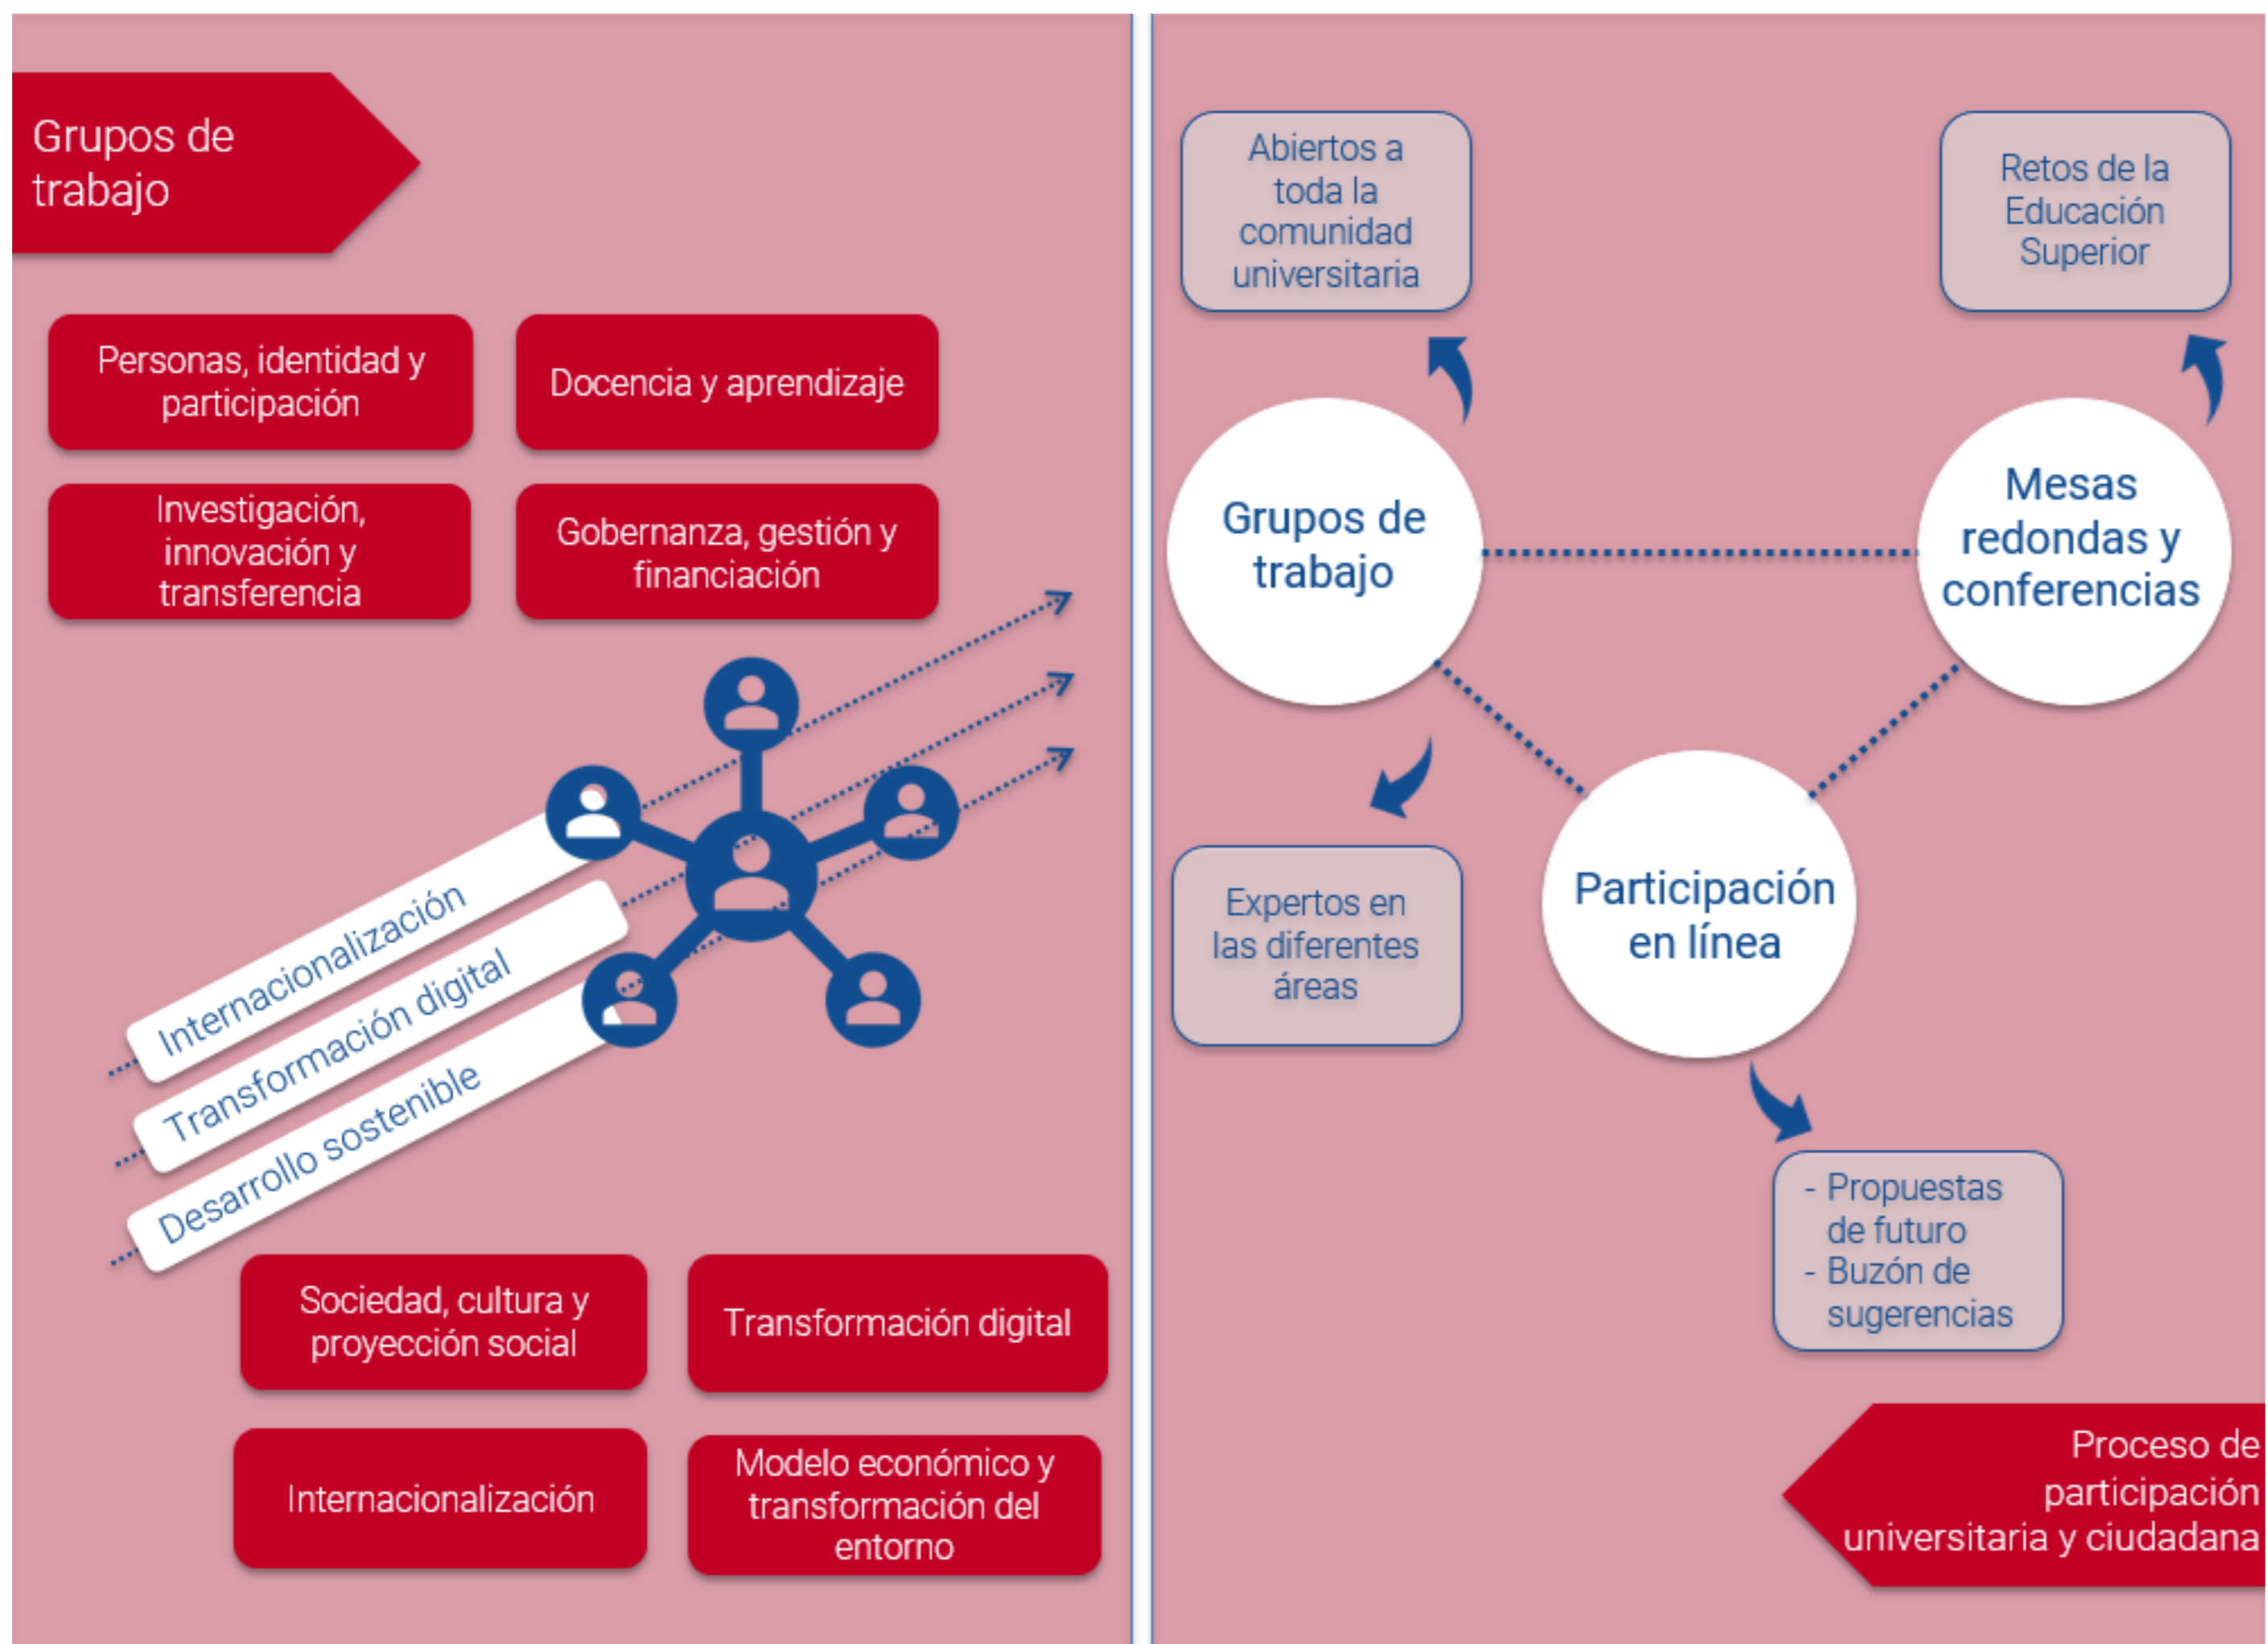 Grupos de
trabajo
Personas, identidad y
participación
Docencia y aprendizaje
Investigación,
innovación y
transferencia
Gobernanza, gestión y
financiación
Internacionalización
Transformación digital
Desarrollo sostenible
Sociedad, cultura y
proyección social
Transformación digital
Internacionalización
Modelo económico y
transformación del
entorno
Abiertos a
toda la
comunidad
universitaria
Retos de la
Educación
Superior
Grupos de
trabajo
Mesas
redondas y
conferencias
Participación
en línea
Expertos en
las diferentes
áreas
- Propuestas
de futuro
- Buzón de
sugerencias
Proceso de
participación
universitaria y ciudadana